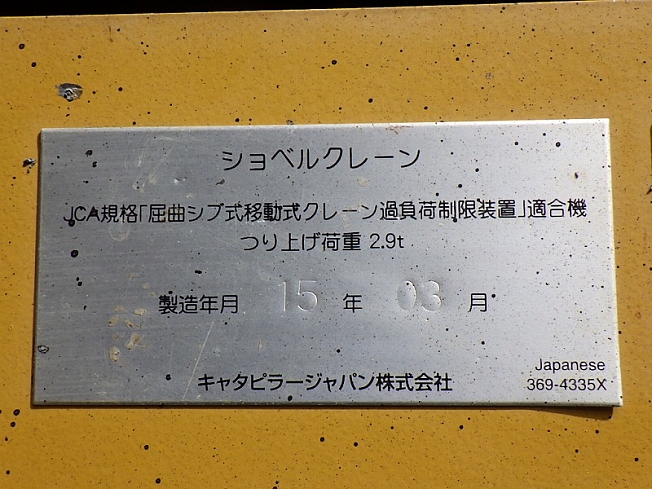 ショベルクレーン
JCA規格「屈曲ジブ式移動式クレーン過負荷制限装置」適合機
つり上げ荷重 2.9t
製造年月 15 年 03 月
キャタピラージャパン株式会社
Japanese
369-4335X